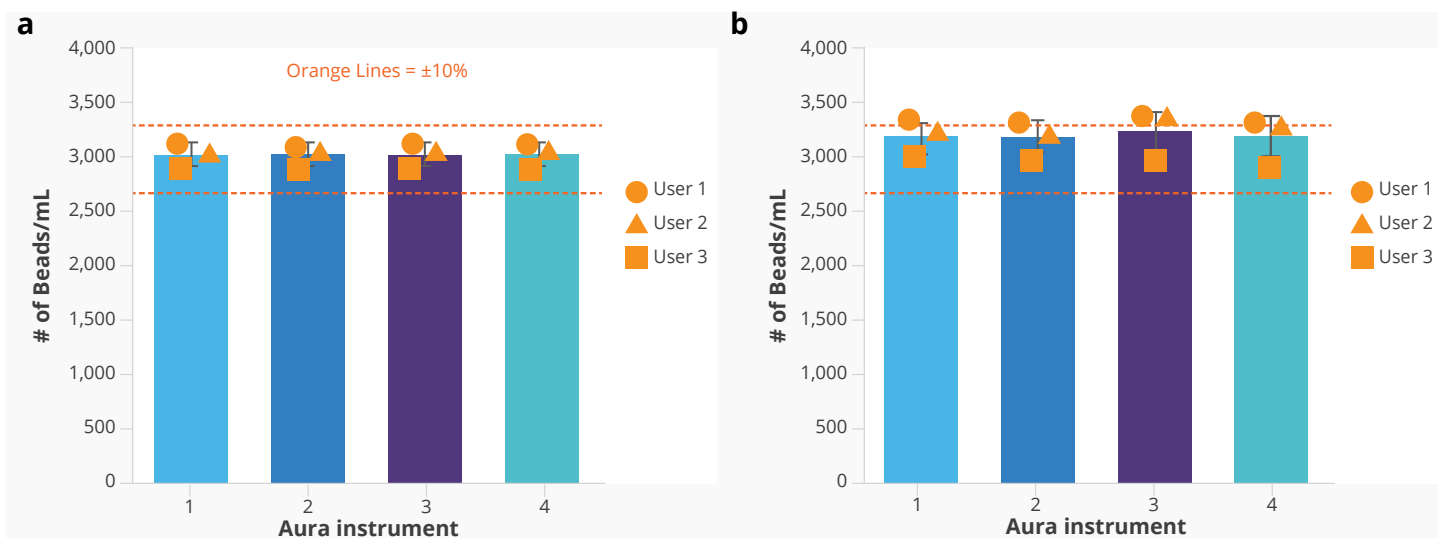 a
4,000
3,500
3,000
2,500
2,000
1,500
1,000
500
0
# of Beads/mL
Orange Lines = ±10%
User 1
User 2
User 3
1 2 3 4
Aura instrument
b
4,000
3,500
3,000
2,500
2,000
1,500
1,000
500
0
# of Beads/mL
User 1
User 2
User 3
1 2 3 4
Aura instrument